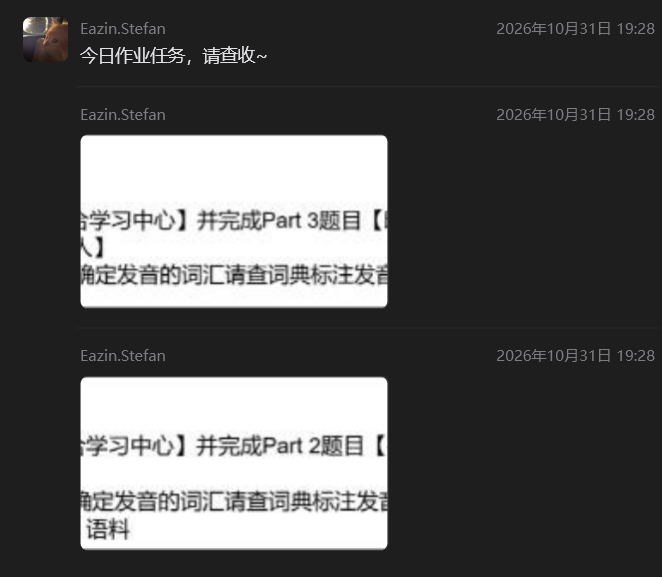 Eazin.Stefan 2026年10月31日 19:28
今日作业任务，请查收~
Eazin.Stefan 2026年10月31日 19:28
学习中心】并完成Part 3题目【
人】
确定发音的词汇请查词典标注发音
Eazin.Stefan 2026年10月31日 19:28
学习中心】并完成Part 2题目【
确定发音的词汇请查词典标注发音
语料